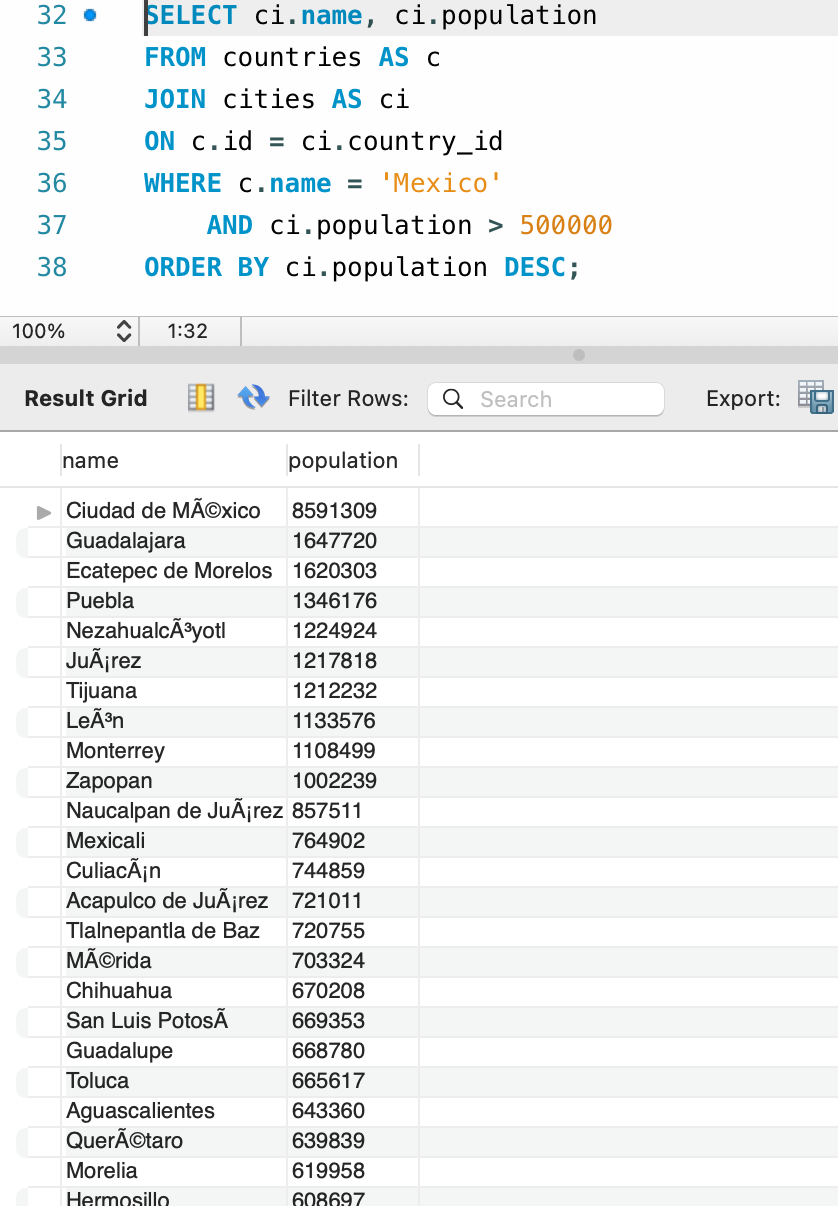 32 SELECT ci.name, ci.population
33 FROM countries AS c
34 JOIN cities AS ci
35 ON c.id = ci.country_id
36 WHERE c.name = 'Mexico'
37 AND ci.population > 500000
38 ORDER BY ci.population DESC;
100% 1:32
Result Grid Filter Rows: Search Export:
name population
Ciudad de MÃ©xico 8591309
Guadalajara 1647720
Ecatepec de Morelos 1620303
Puebla 1346176
NezahualcÃ³yotl 1224924
JuÃ¡rez 1217818
Tijuana 1212232
LeÃ³n 1133576
Monterrey 1108499
Zapopan 1002239
Naucalpan de JuÃ¡rez 857511
Mexicali 764902
CuliacÃ¡n 744859
Acapulco de JuÃ¡rez 721011
Tlalnepantla de Baz 720755
MÃ©rida 703324
Chihuahua 670208
San Luis PotosÃ 669353
Guadalupe 668780
Toluca 665617
Aguascalientes 643360
QuerÃ©taro 639839
Morelia 619958
Hermosillo 608697